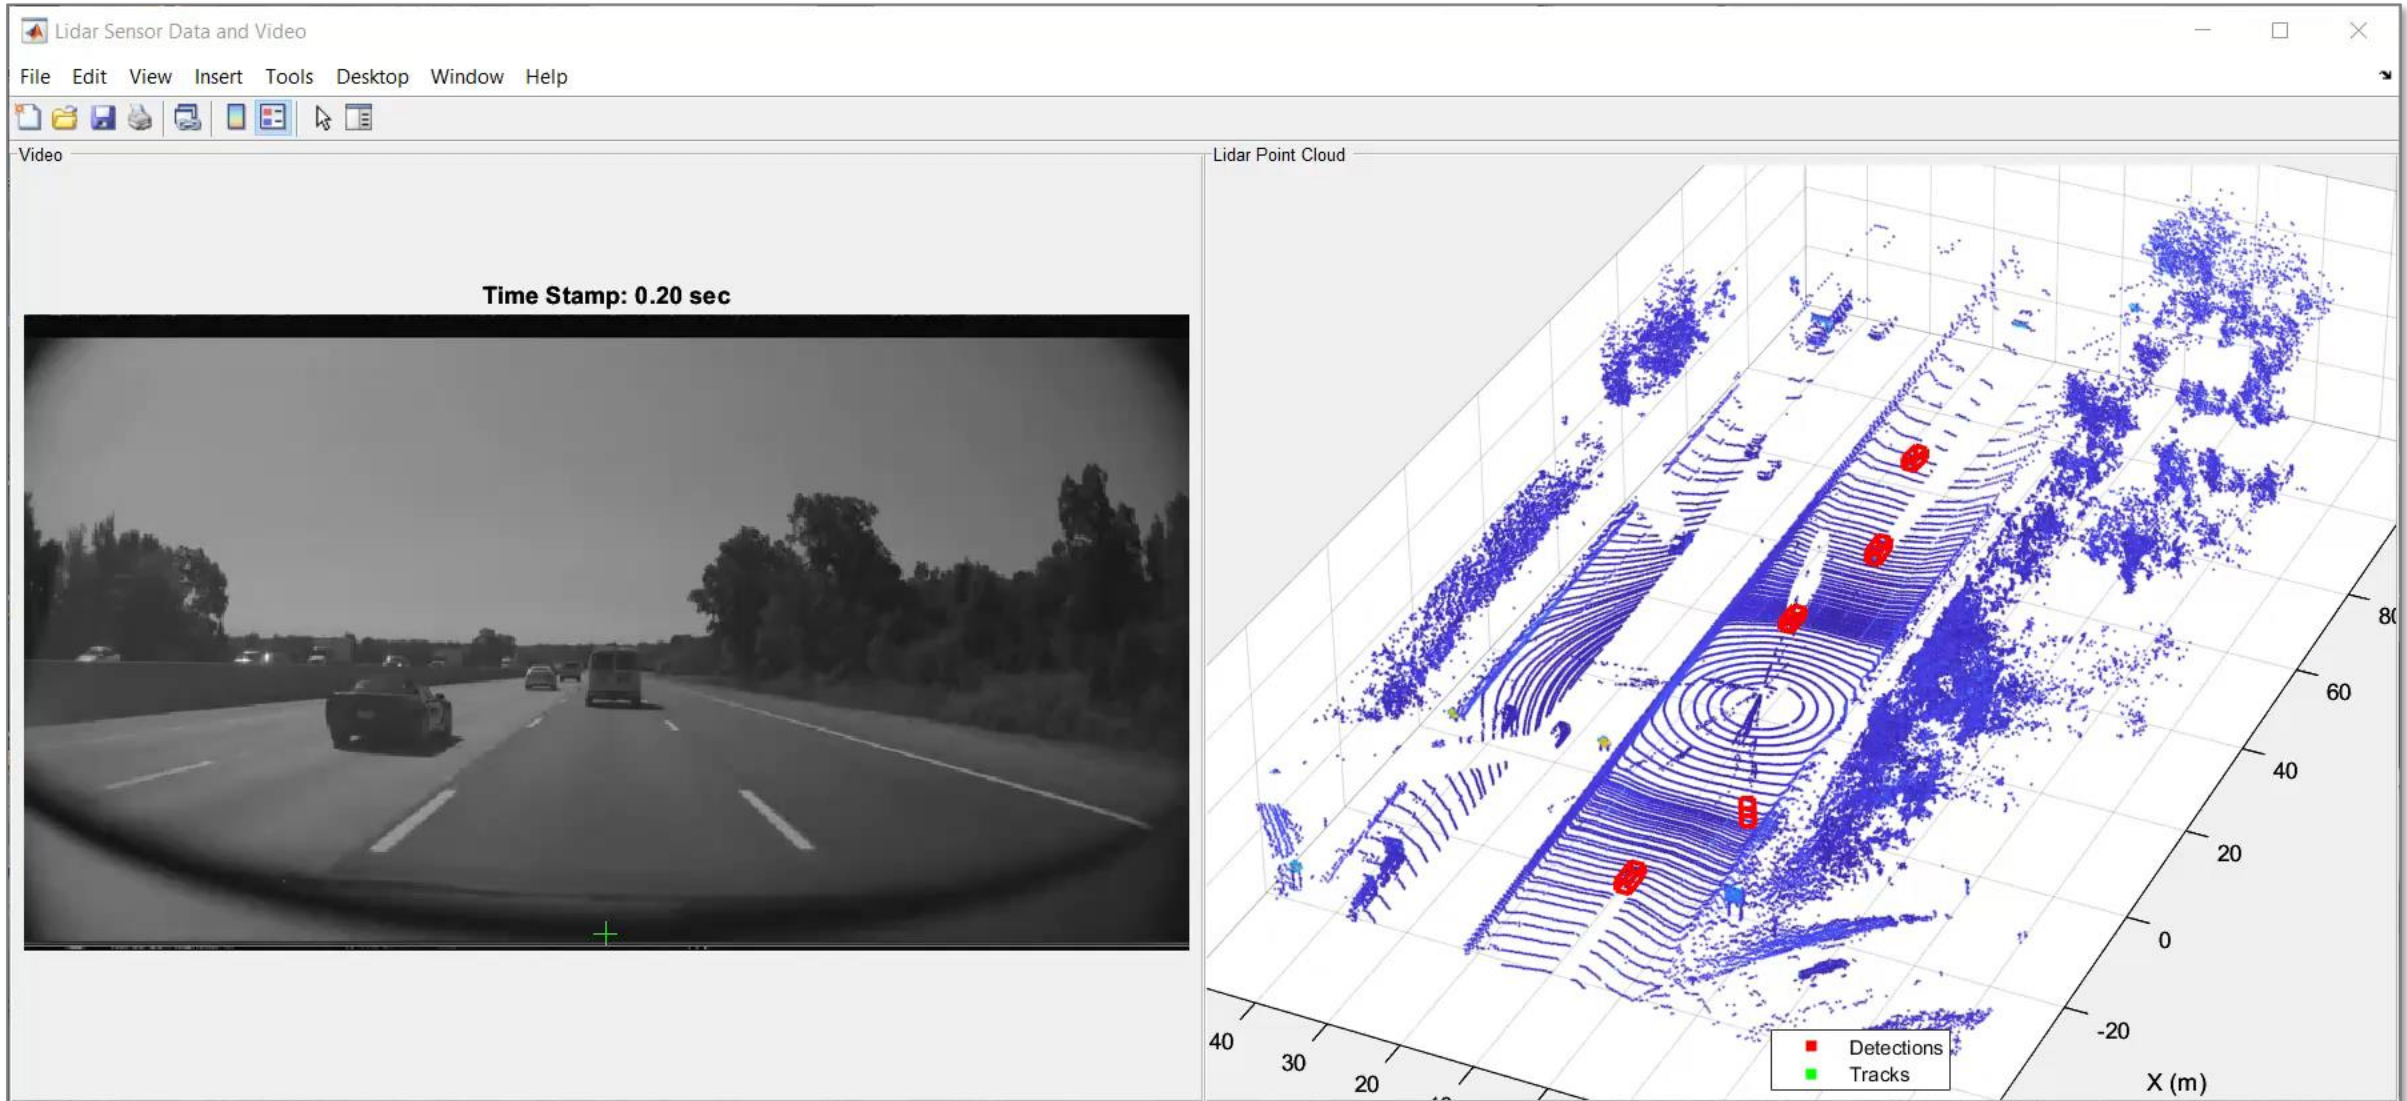 Lidar Sensor Data and Video
File Edit View Insert Tools Desktop Window Help
Video
Time Stamp: 0.20 sec
Lidar Point Cloud
80
60
40
20
0
-20
X (m)
40
30
20
Detections
Tracks